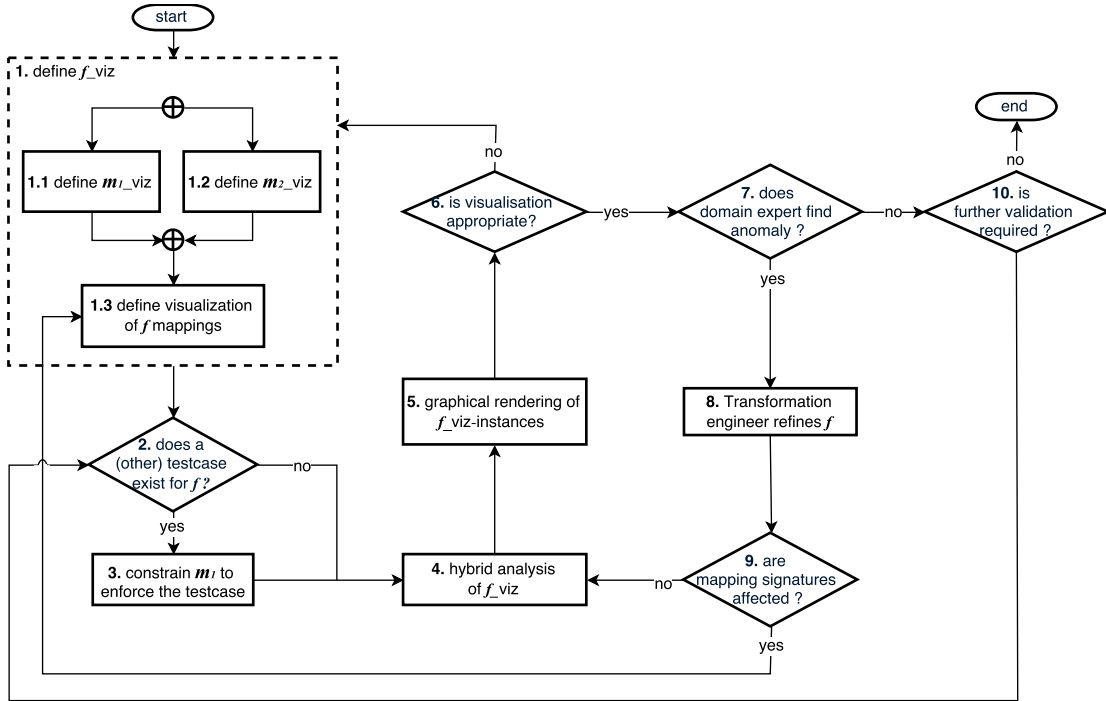 start
1. define f_viz
1.1 define m1_viz
1.2 define m2_viz
1.3 define visualization
of f mappings
2. does a
(other) testcase
exist for f ?
no
yes
3. constrain m1 to
enforce the testcase
4. hybrid analysis
of f_viz
5. graphical rendering of
f_viz-instances
no
6. is visualisation
appropriate?
yes
7. does
domain expert find
anomaly ?
no
yes
8. Transformation
engineer refines f
9. are
mapping signatures
affected ?
no
yes
end
no
10. is
further validation
required ?